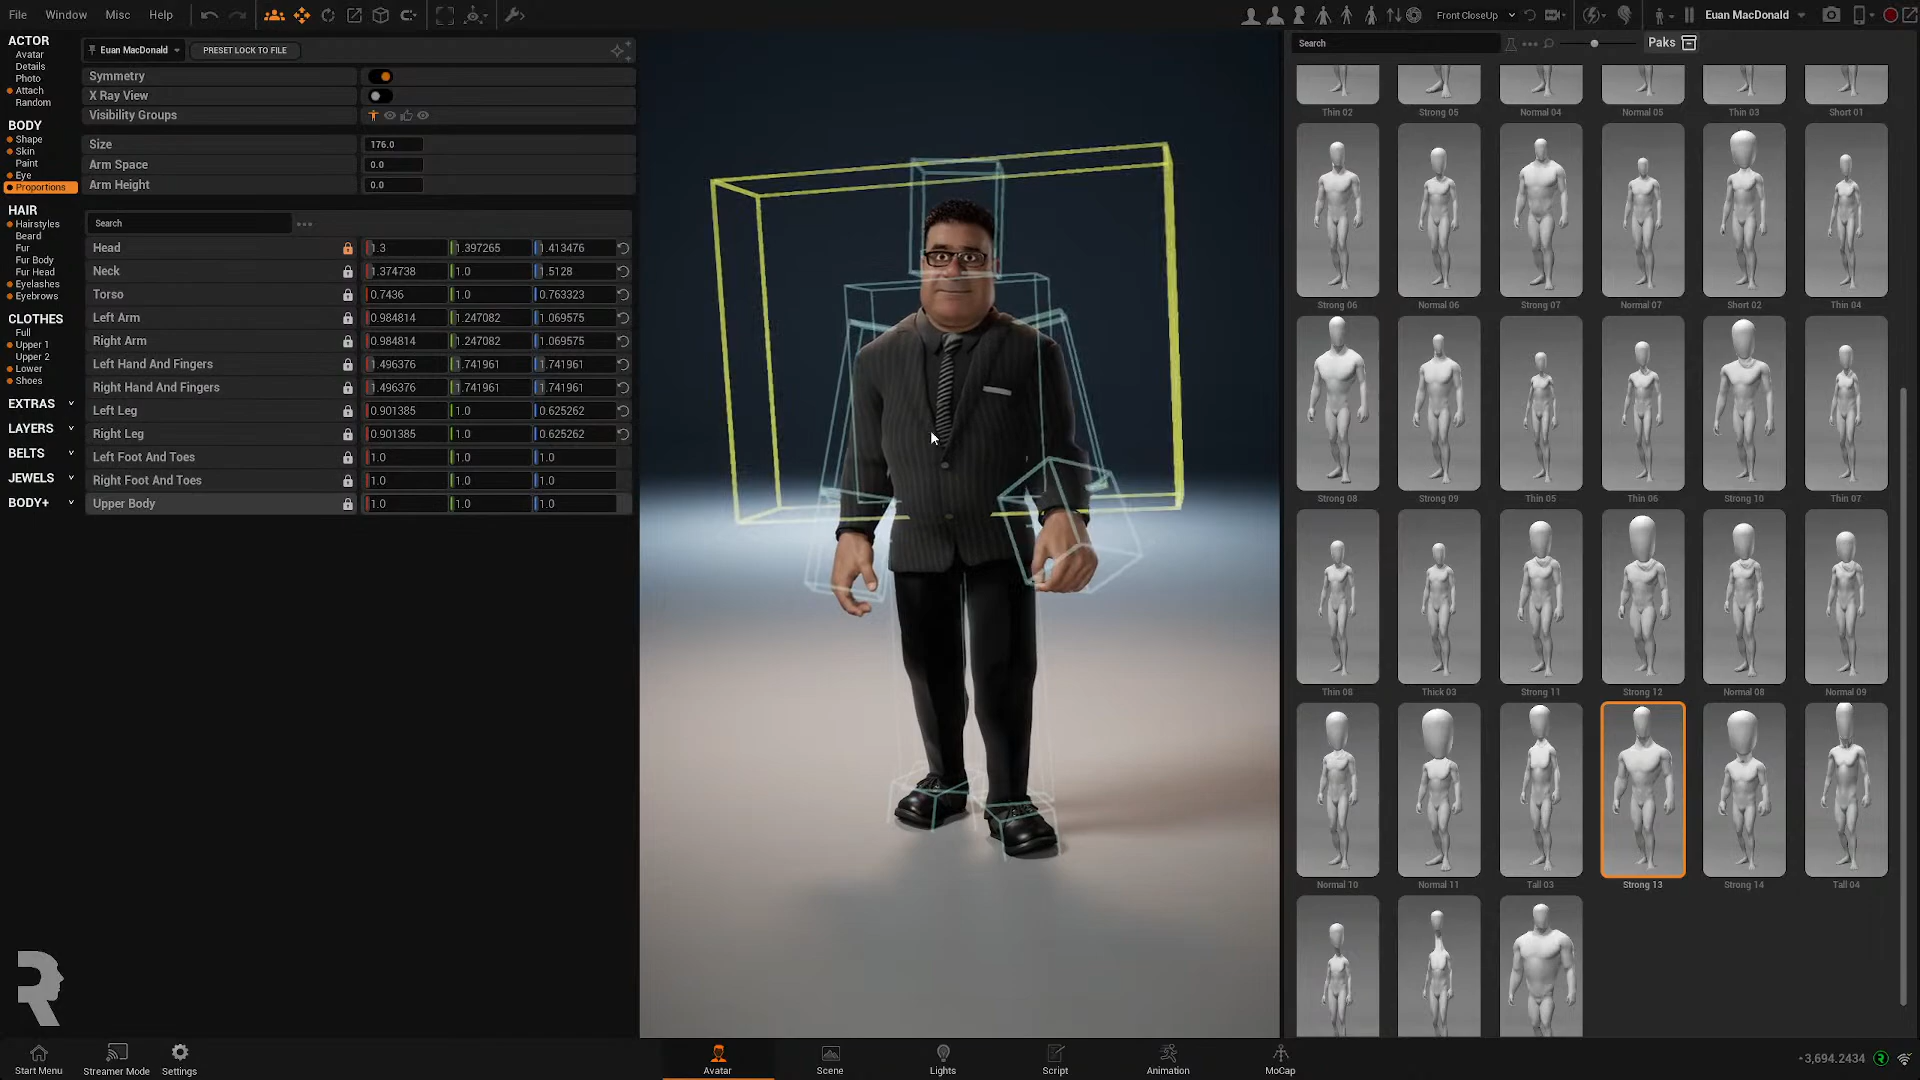 File Window Misc Help
Front CloseUp
Euan MacDonald
ACTOR
Avatar
Details
Photo
Attach
Random
BODY
Shape
Skin
Paint
Eye
Proportions
HAIR
Hairstyles
Beard
Fur
Fur Body
Fur Head
Eyelashes
Eyebrows
CLOTHES
Full
Upper 1
Upper 2
Lower
Shoes
EXTRAS
LAYERS
BELTS
JEWELS
BODY+
Euan MacDonald PRESET LOCK TO FILE
Symmetry
X Ray View
Visibility Groups
Size 176.0
Arm Space 0.0
Arm Height 0.0
Search
Head 1.3 1.397265 1.413476
Neck 1.374738 1.0 1.5128
Torso 0.7436 1.0 0.763323
Left Arm 0.984814 1.247082 1.069575
Right Arm 0.984814 1.247082 1.069575
Left Hand And Fingers 1.496376 1.741961 1.741961
Right Hand And Fingers 1.496376 1.741961 1.741961
Left Leg 0.901385 1.0 0.625262
Right Leg 0.901385 1.0 0.625262
Left Foot And Toes 1.0 1.0 1.0
Right Foot And Toes 1.0 1.0 1.0
Upper Body 1.0 1.0 1.0
Search Paks
Thin 02 Strong 05 Normal 04 Normal 05 Thin 03 Short 01
Strong 06 Normal 06 Strong 07 Normal 07 Short 02 Thin 04
Strong 08 Strong 09 Thin 05 Thin 06 Strong 10 Thin 07
Thin 08 Thick 03 Strong 11 Strong 12 Normal 08 Normal 09
Normal 10 Normal 11 Tall 03 Strong 13 Strong 14 Tall 04
Start Menu Streamer Mode Settings
Avatar Scene Lights Script Animation MoCap
-3,694.2434